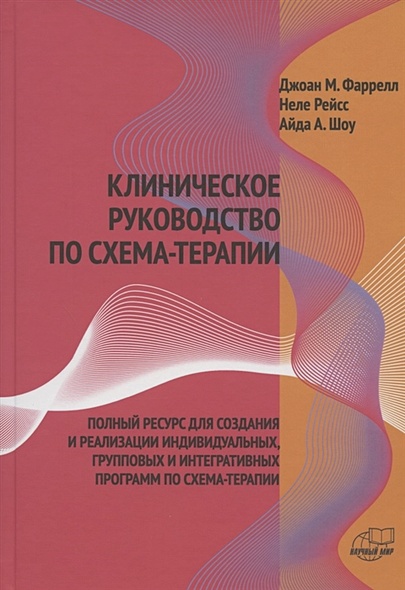 Джоан М. Фаррелл
Неле Рейсс
Айда А. Шоу
КЛИНИЧЕСКОЕ
РУКОВОДСТВО
ПО СХЕМА-ТЕРАПИИ
ПОЛНЫЙ РЕСУРС ДЛЯ СОЗДАНИЯ
И РЕАЛИЗАЦИИ ИНДИВИДУАЛЬНЫХ,
ГРУППОВЫХ И ИНТЕГРАТИВНЫХ
ПРОГРАММ ПО СХЕМА-ТЕРАПИИ
НАУЧНЫЙ МИР